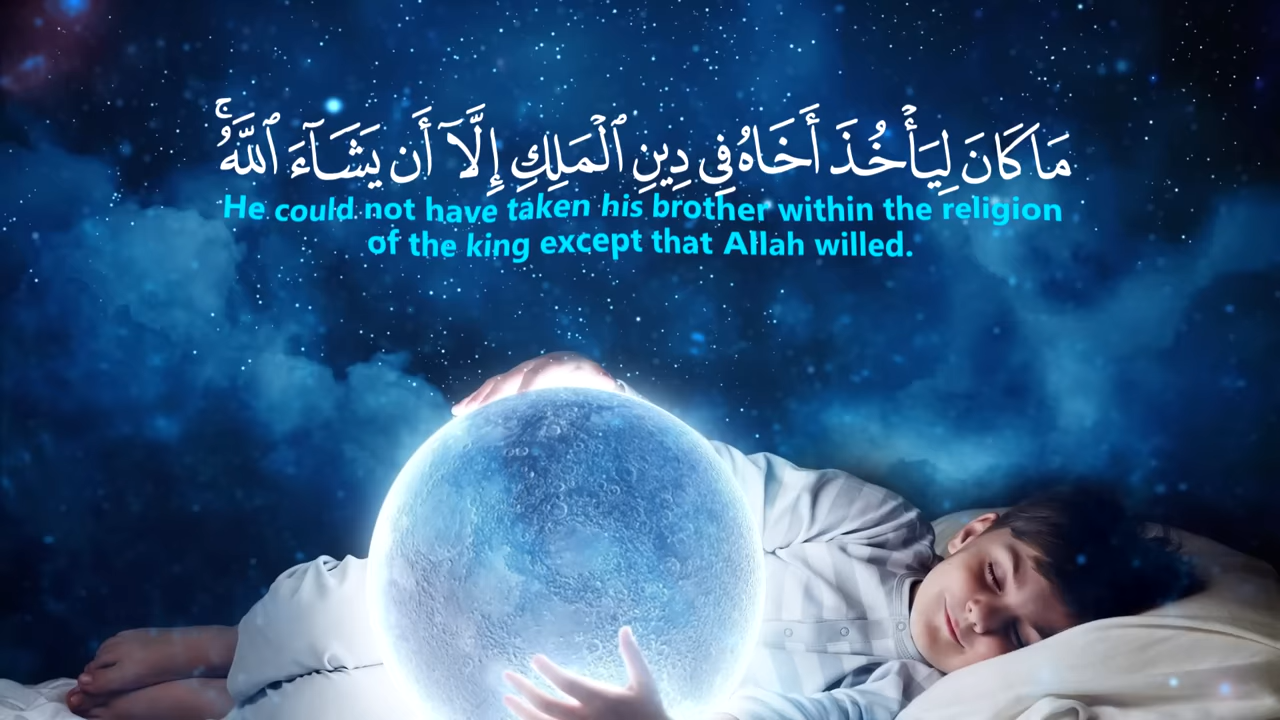 مَا كَانَ لِيَأْخُذَ أَخَاهُ فِى دِينِ ٱلْمَلِكِ إِلَّآ أَن يَشَآءَ ٱللَّهُ ۚ
He could not have taken his brother within the religion
of the king except that Allah willed.